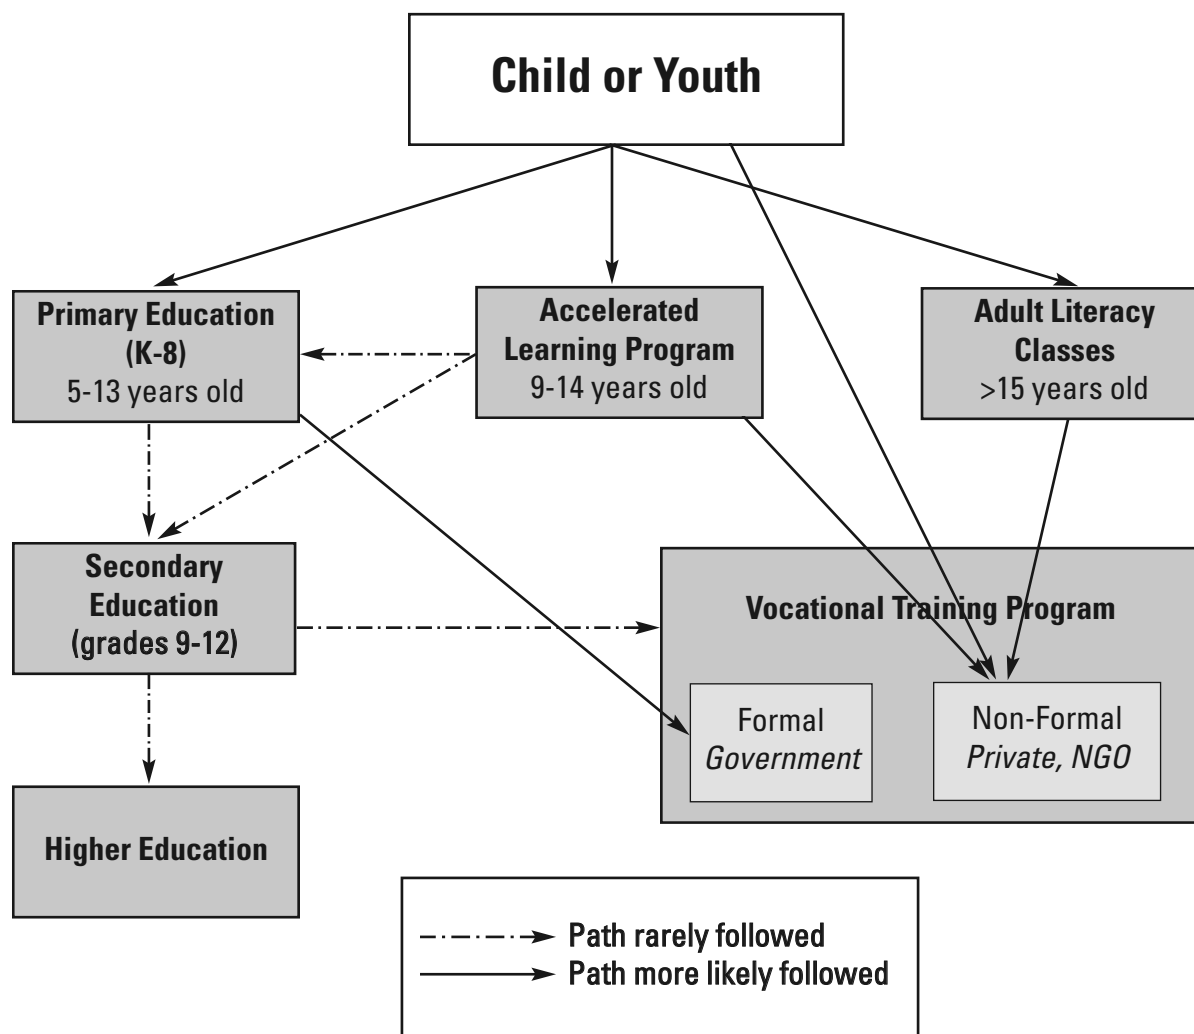 Child or Youth
Primary Education
(K-8)
5-13 years old
Accelerated
Learning Program
9-14 years old
Adult Literacy
Classes
>15 years old
Secondary
Education
(grades 9-12)
Vocational Training Program
Formal
Government
Non-Formal
Private, NGO
Higher Education
Path rarely followed
Path more likely followed